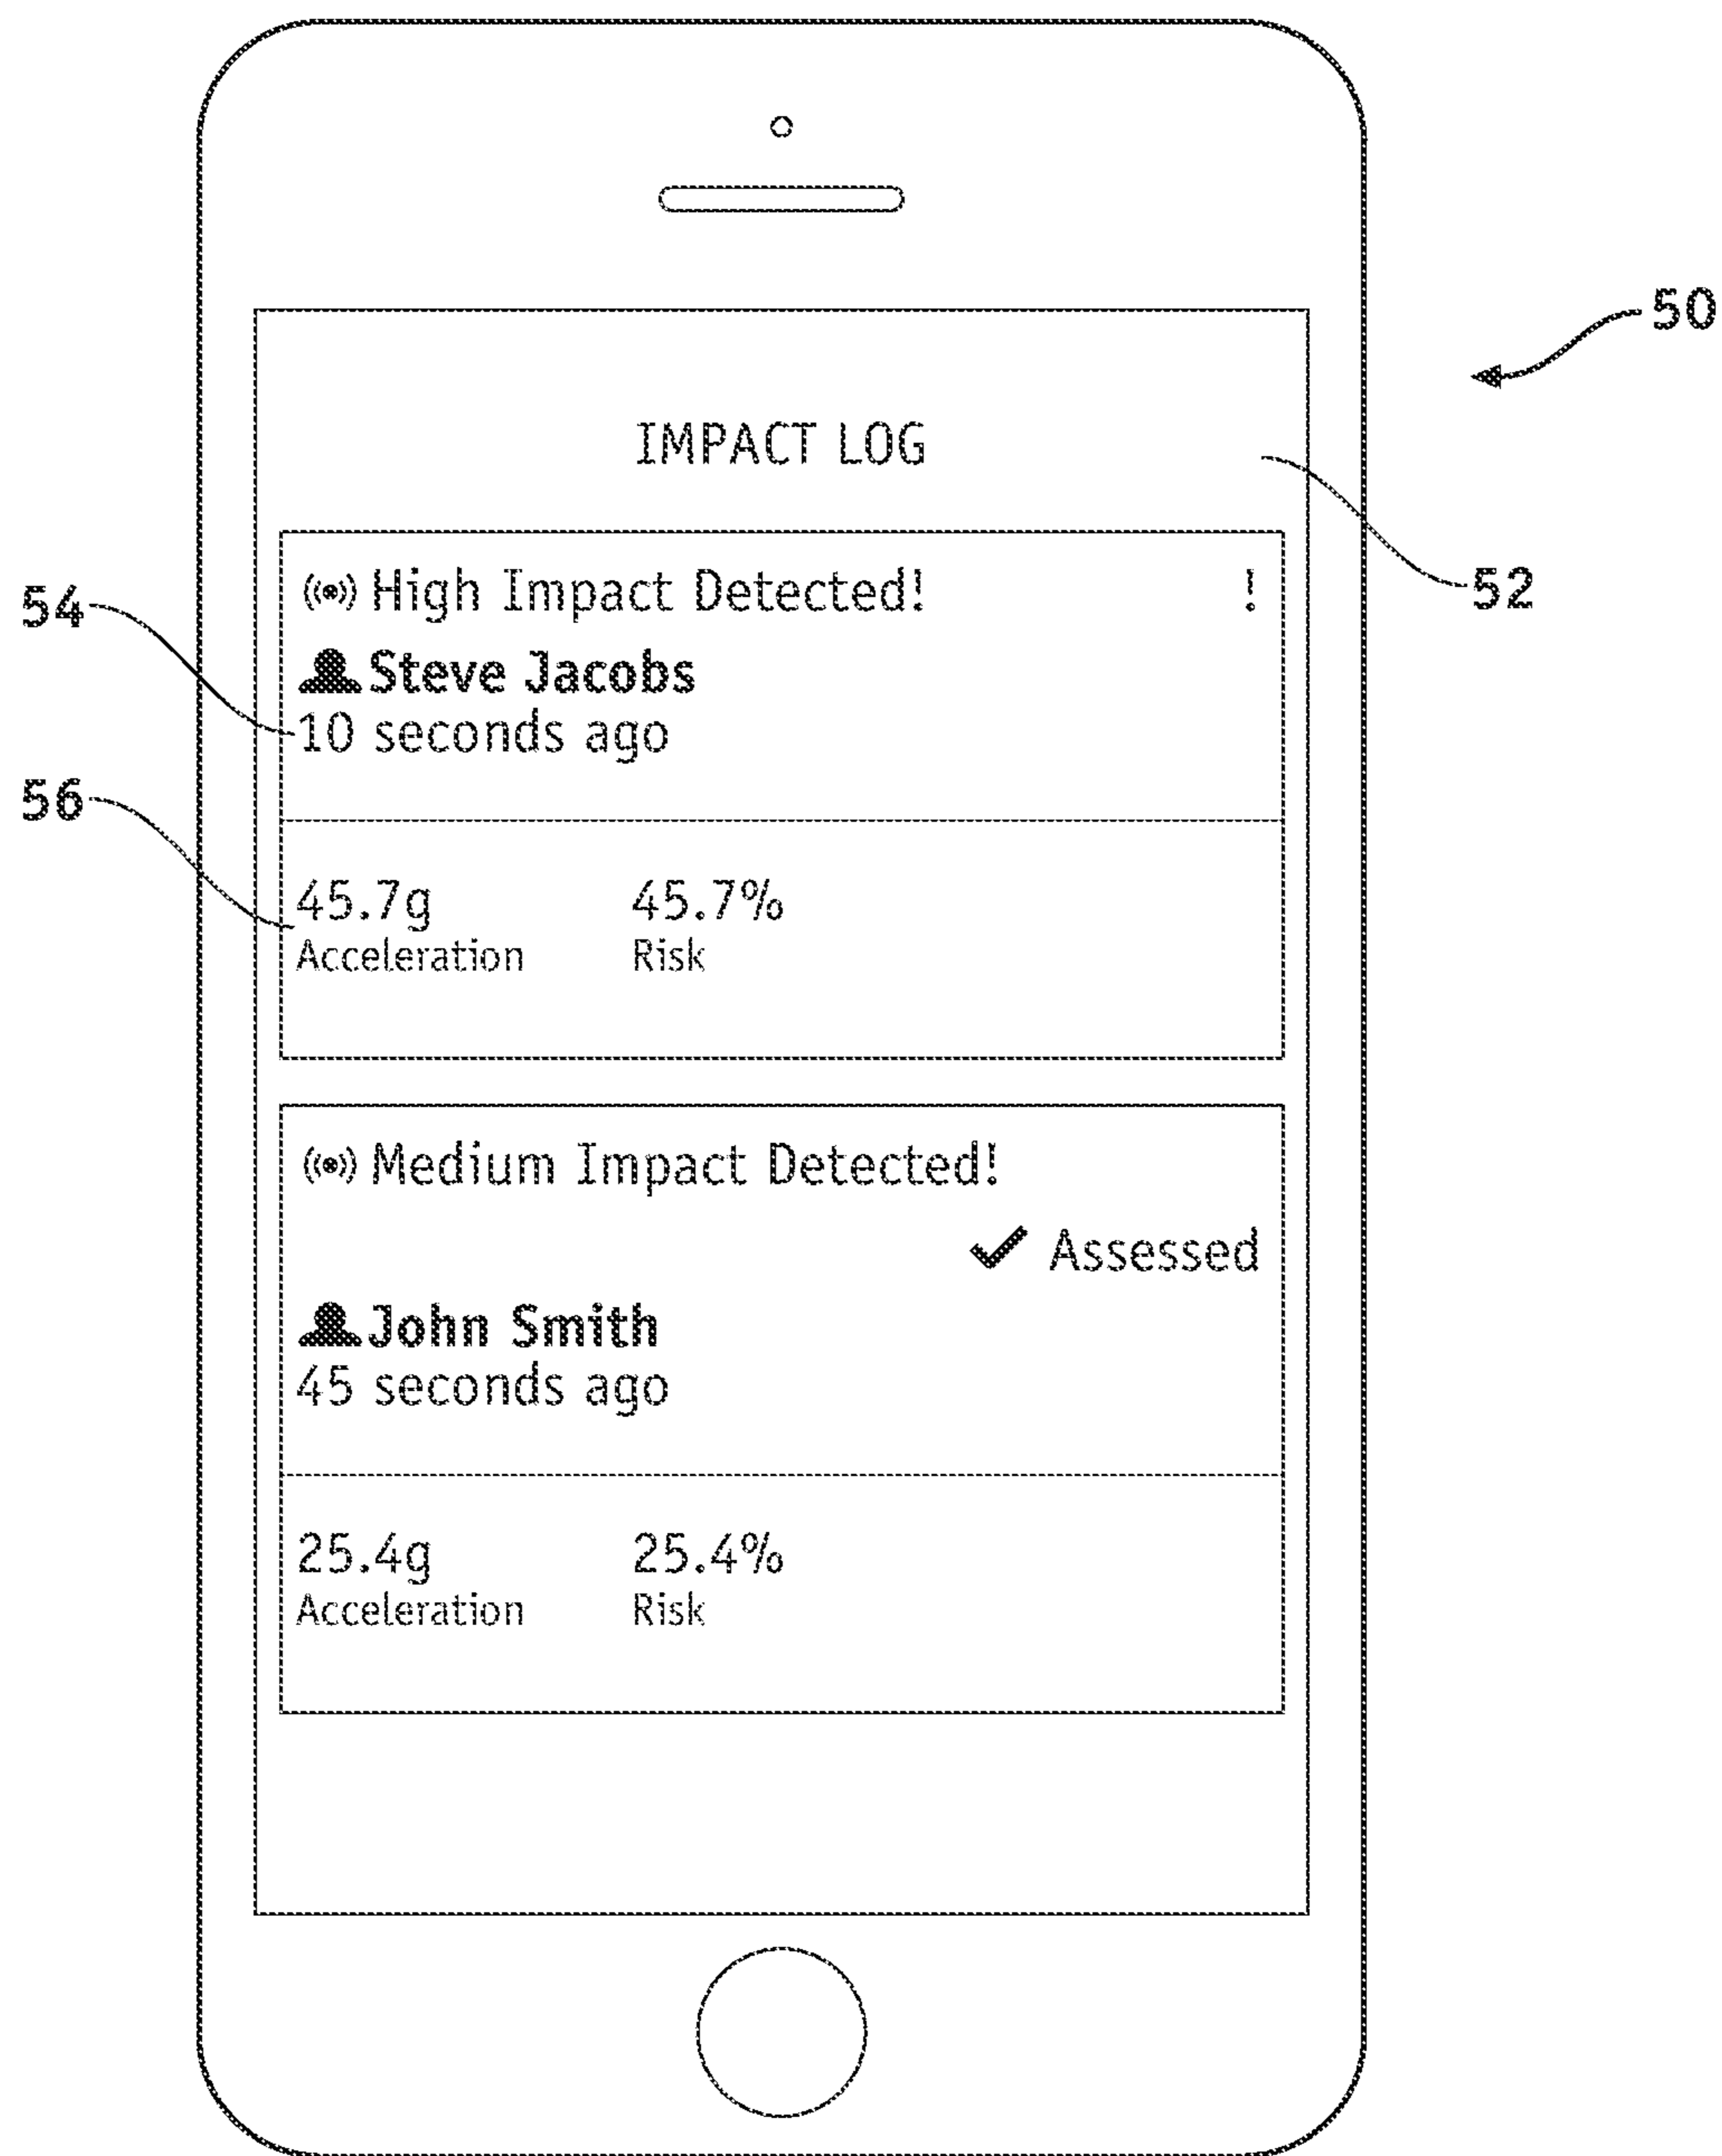 50
IMPACT LOG
52
High Impact Detected! !
54
Steve Jacobs
10 seconds ago
56
45.7g 45.7%
Acceleration Risk
Medium Impact Detected!
Assessed
John Smith
45 seconds ago
25.4g 25.4%
Acceleration Risk